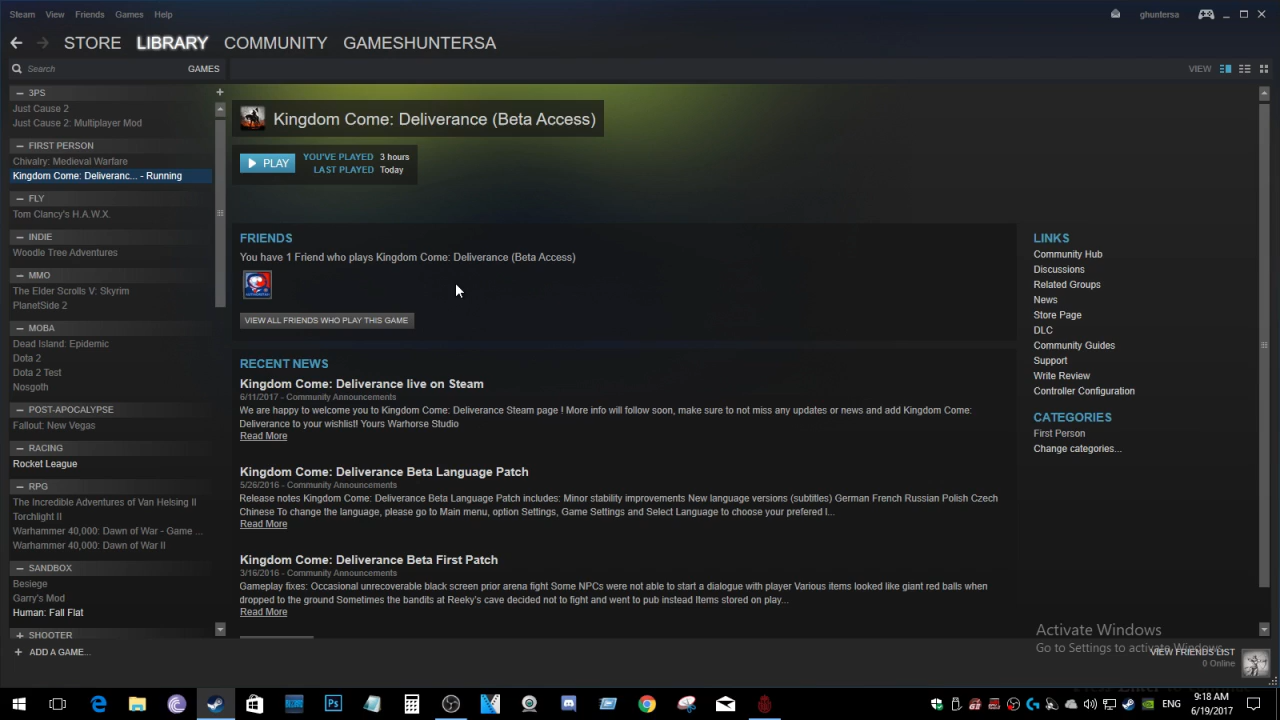 Steam View Friends Games Help
ghuntersa
STORE LIBRARY COMMUNITY GAMESHUNTERSA
Search GAMES
VIEW
3PS
Just Cause 2
Just Cause 2: Multiplayer Mod
FIRST PERSON
Chivalry: Medieval Warfare
Kingdom Come: Deliveranc... - Running
FLY
Tom Clancy's H.A.W.X.
INDIE
Woodle Tree Adventures
MMO
The Elder Scrolls V: Skyrim
PlanetSide 2
MOBA
Dead Island: Epidemic
Dota 2
Dota 2 Test
Nosgoth
POST-APOCALYPSE
Fallout: New Vegas
RACING
Rocket League
RPG
The Incredible Adventures of Van Helsing II
Torchlight II
Warhammer 40,000: Dawn of War - Game ...
Warhammer 40,000: Dawn of War II
SANDBOX
Besiege
Garry's Mod
Human: Fall Flat
SHOOTER
ADD A GAME...
Kingdom Come: Deliverance (Beta Access)
PLAY
YOU'VE PLAYED 3 hours
LAST PLAYED Today
FRIENDS
You have 1 Friend who plays Kingdom Come: Deliverance (Beta Access)
VIEW ALL FRIENDS WHO PLAY THIS GAME
RECENT NEWS
Kingdom Come: Deliverance live on Steam
6/11/2017 - Community Announcements
We are happy to welcome you to Kingdom Come: Deliverance Steam page ! More info will follow soon, make sure to not miss any updates or news and add Kingdom Come:
Deliverance to your wishlist! Yours Warhorse Studio
Read More
Kingdom Come: Deliverance Beta Language Patch
5/26/2016 - Community Announcements
Release notes Kingdom Come: Deliverance Beta Language Patch includes: Minor stability improvements New language versions (subtitles) German French Russian Polish Czech
Chinese To change the language, please go to Main menu, option Settings, Game Settings and Select Language to choose your prefered l...
Read More
Kingdom Come: Deliverance Beta First Patch
3/16/2016 - Community Announcements
Gameplay fixes: Occasional unrecoverable black screen prior arena fight Some NPCs were not able to start a dialogue with player Various items looked like giant red balls when
dropped to the ground Sometimes the bandits at Reeky's cave decided not to fight and went to pub instead Items stored on play...
Read More
LINKS
Community Hub
Discussions
Related Groups
News
Store Page
DLC
Community Guides
Support
Write Review
Controller Configuration
CATEGORIES
First Person
Change categories...
Activate Windows
Go to Settings to activate Windows.
VIEW FRIENDS LIST
0 Online
Ps
ENG
9:18 AM
6/19/2017